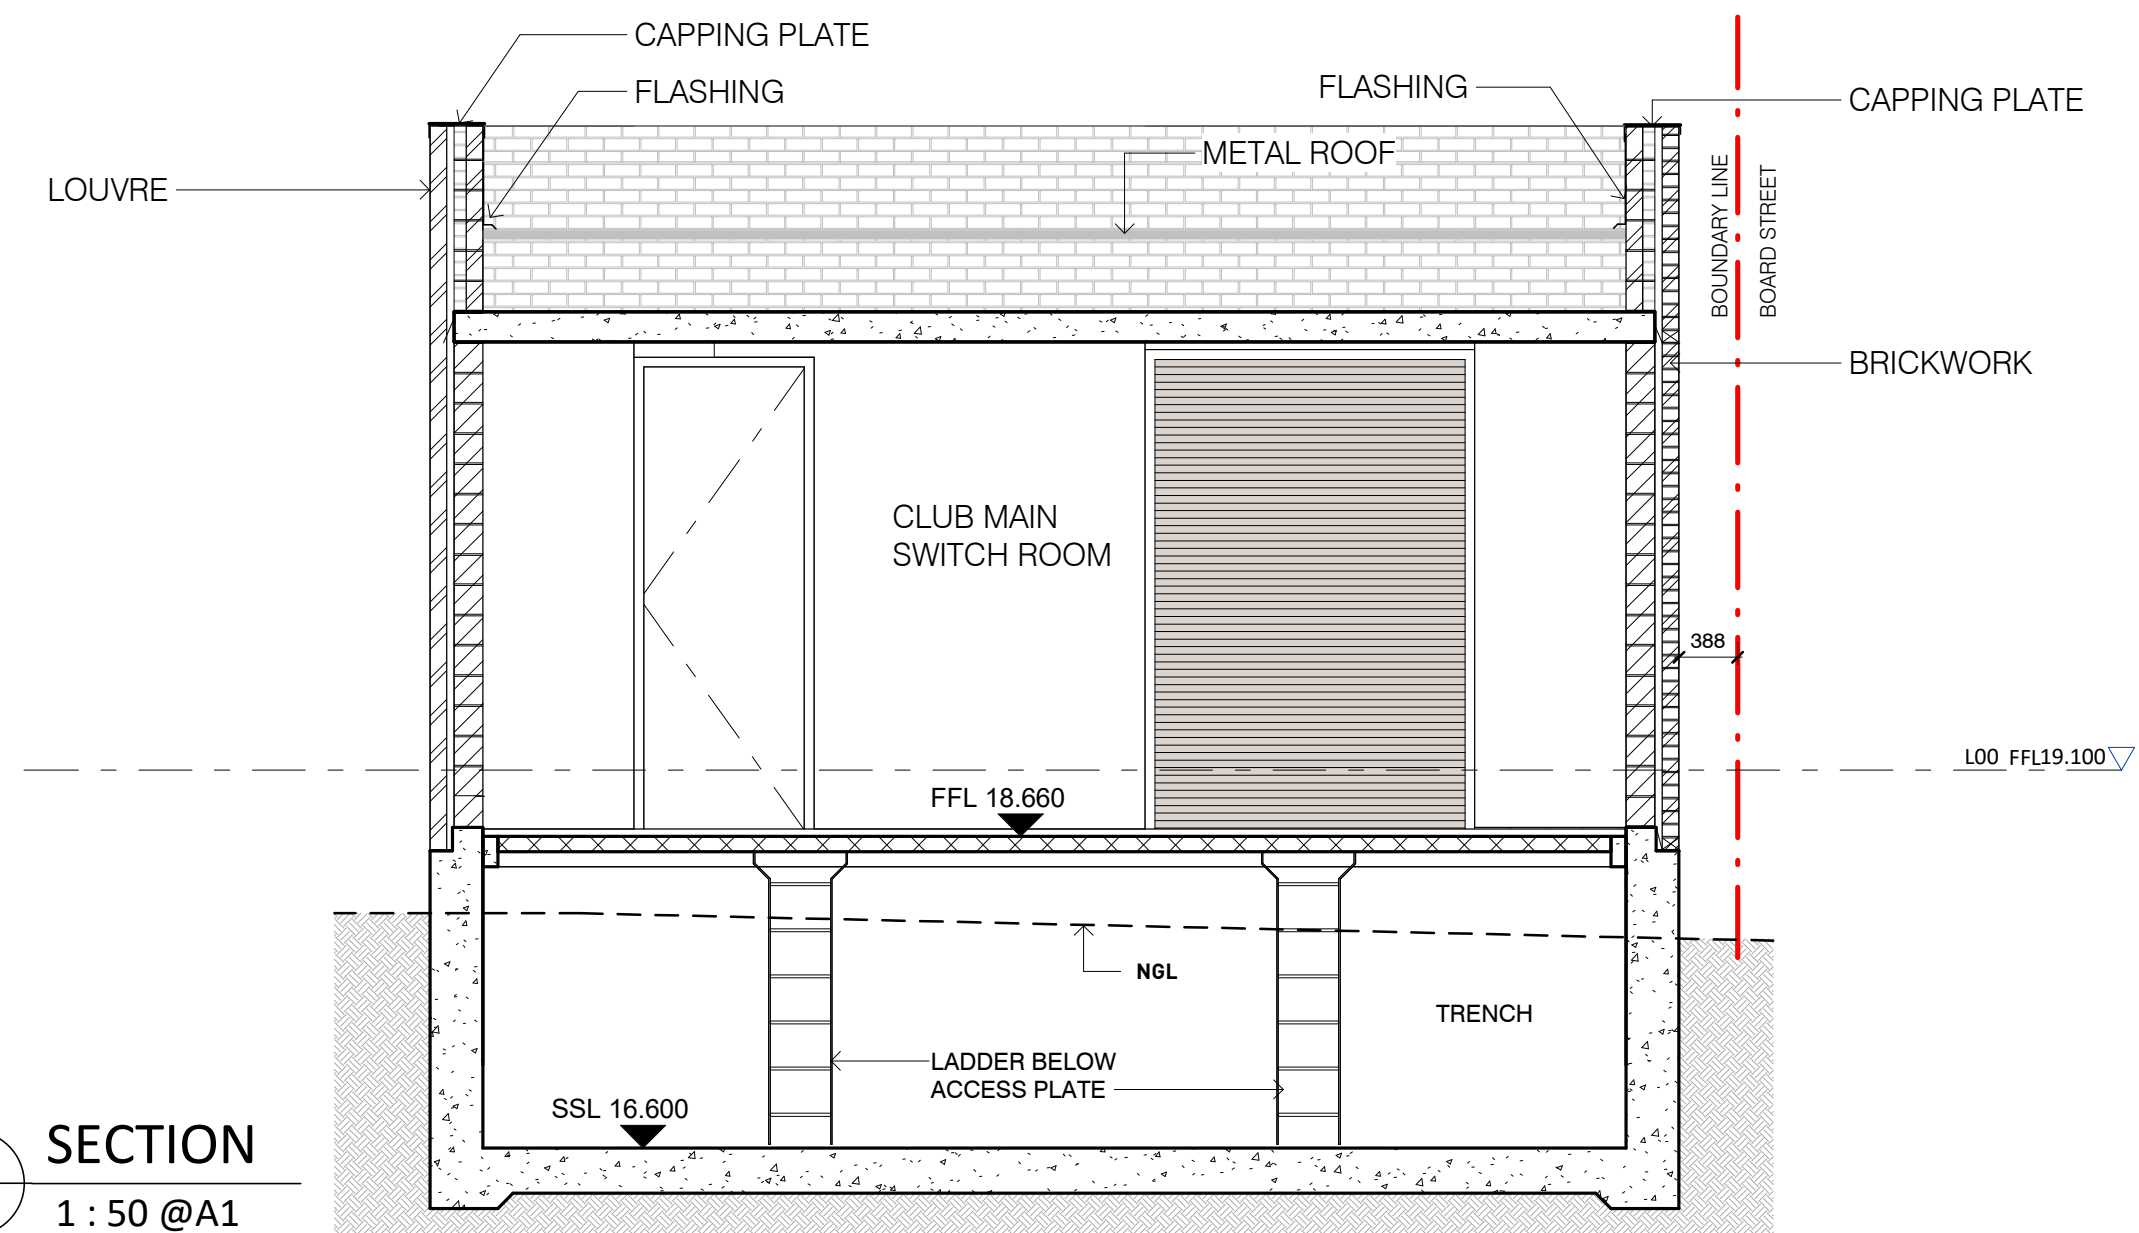 CAPPING PLATE
FLASHING
FLASHING
CAPPING PLATE
METAL ROOF
LOUVRE
BOUNDARY LINE
BOARD STREET
BRICKWORK
CLUB MAIN
SWITCH ROOM
388
L00 FFL19.100
FFL 18.660
NGL
TRENCH
LADDER BELOW
ACCESS PLATE
SSL 16.600
SECTION
1 : 50 @A1